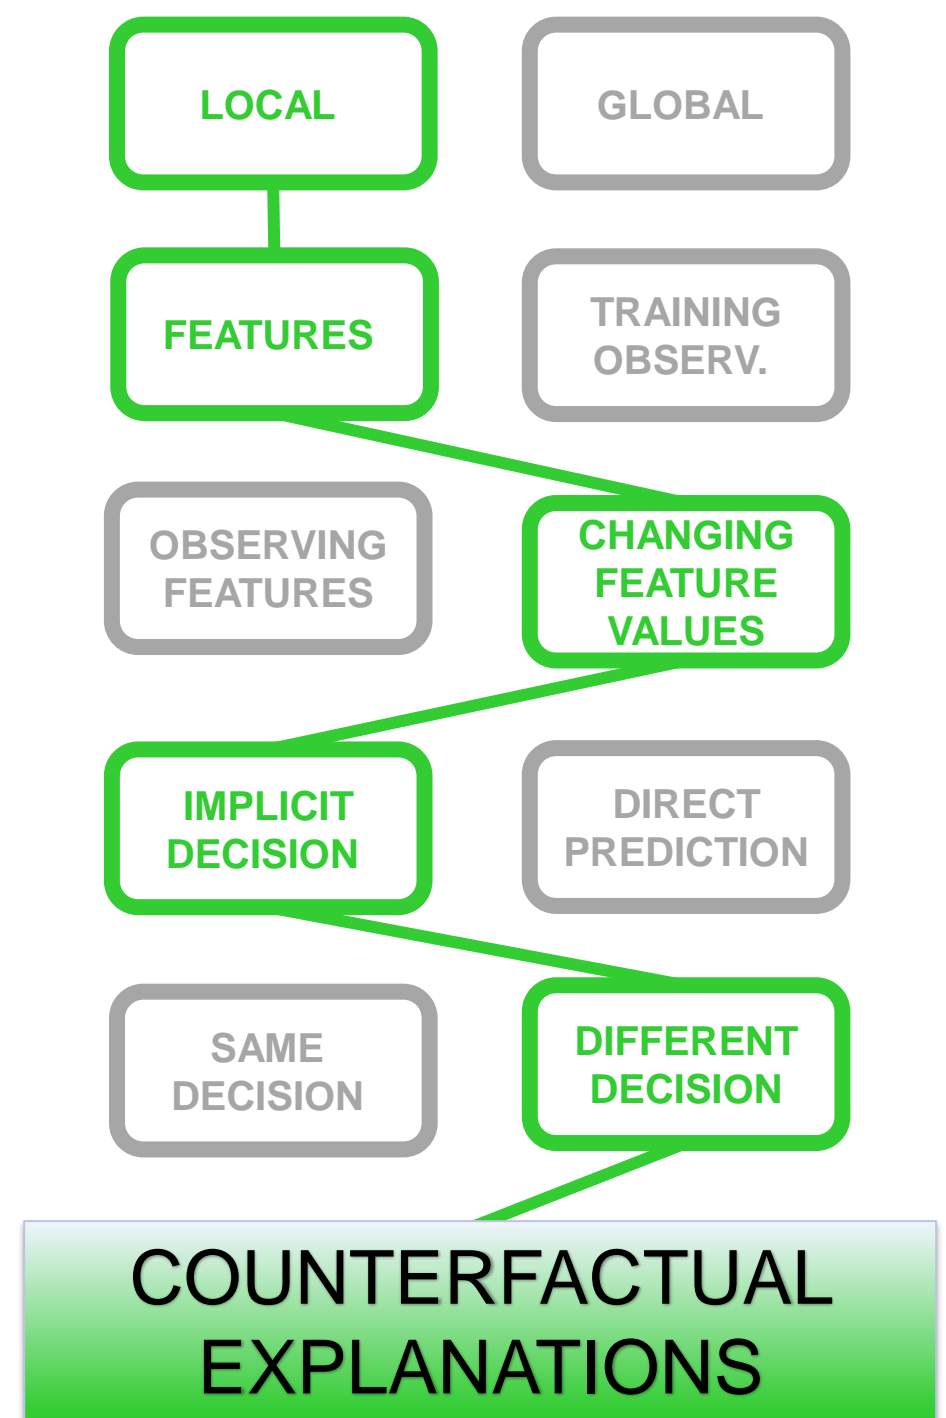 LOCAL
GLOBAL
FEATURES
TRAINING
OBSERV.
OBSERVING
FEATURES
CHANGING
FEATURE
VALUES
IMPLICIT
DECISION
DIRECT
PREDICTION
SAME
DECISION
DIFFERENT
DECISION
COUNTERFACTUAL
EXPLANATIONS